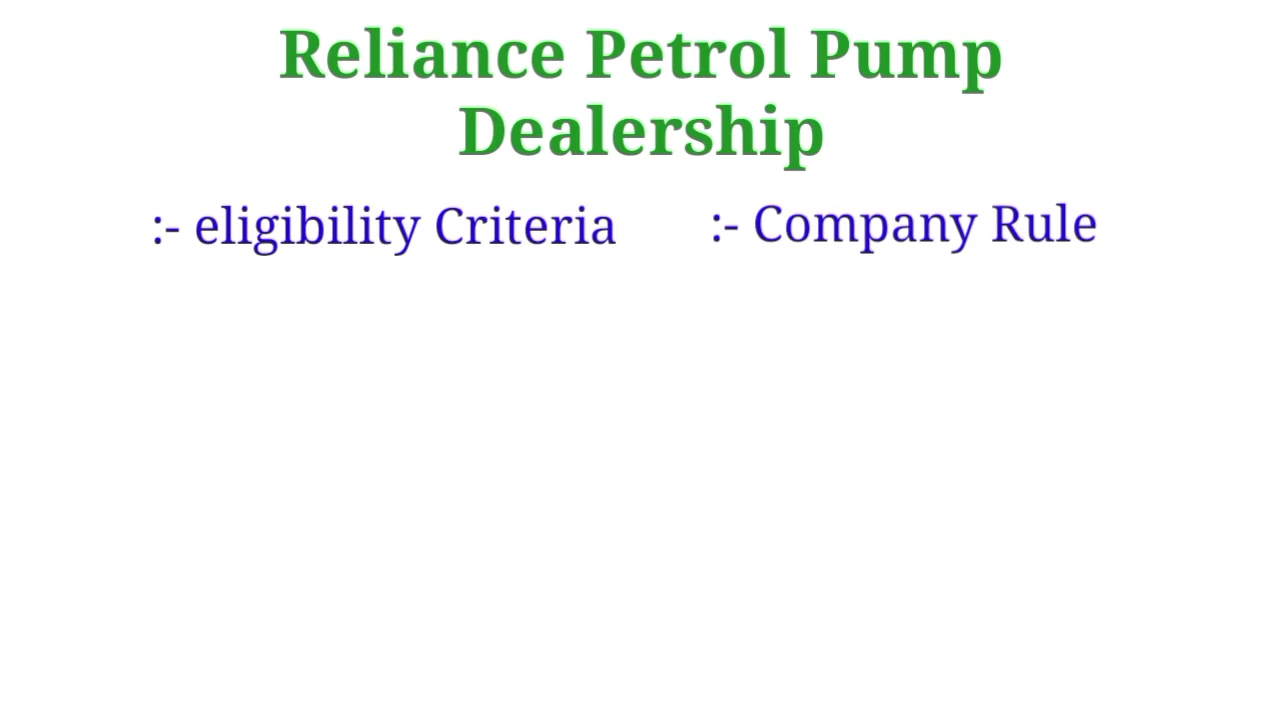 Reliance Petrol Pump
Dealership
:- eligibility Criteria
:- Company Rule